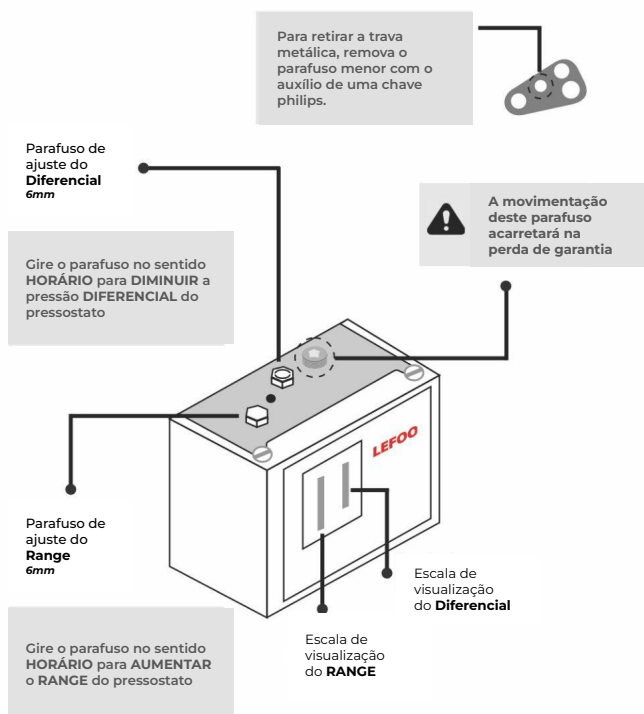 Para retirar a trava
metálica, remova o
parafuso menor com o
auxílio de uma chave
philips.
Parafuso de
ajuste do
Diferencial
6mm
A movimentação
deste parafuso
acarretará na
perda de garantia
Gire o parafuso no sentido
HORÁRIO para DIMINUIR a
pressão DIFERENCIAL do
pressostato
LEFOO
Parafuso de
ajuste do
Range
6mm
Escala de
visualização
do Diferencial
Escala de
visualização
do RANGE
Gire o parafuso no sentido
HORÁRIO para AUMENTAR
o RANGE do pressostato